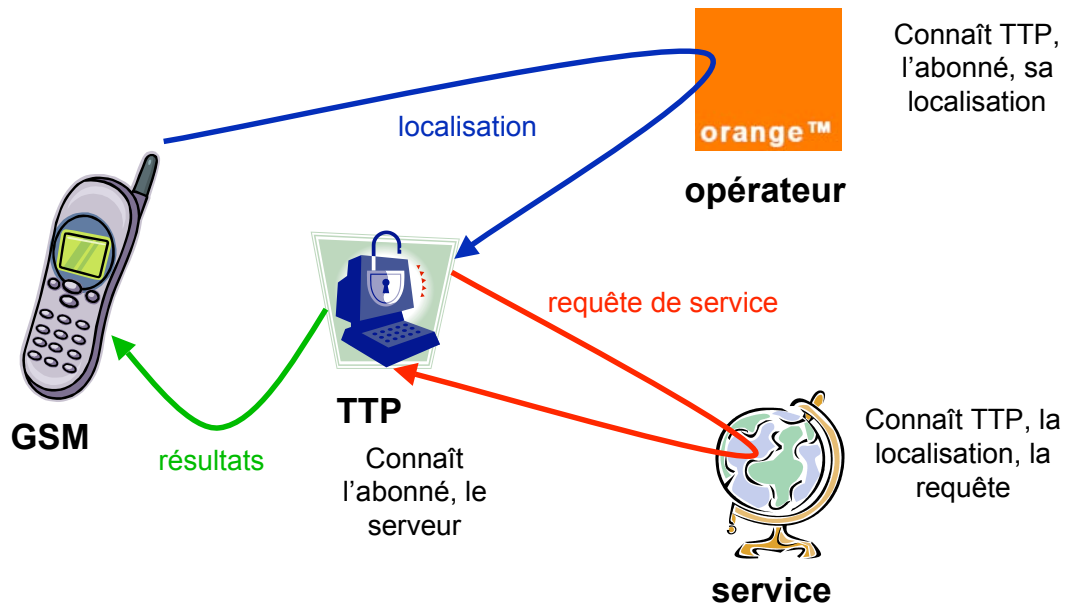 Connaît TTP,
l'abonné, sa
localisation
localisation
orange™
opérateur
requête de service
TTP
GSM
résultats
Connaît
l'abonné, le
serveur
Connaît TTP, la
localisation, la
requête
service